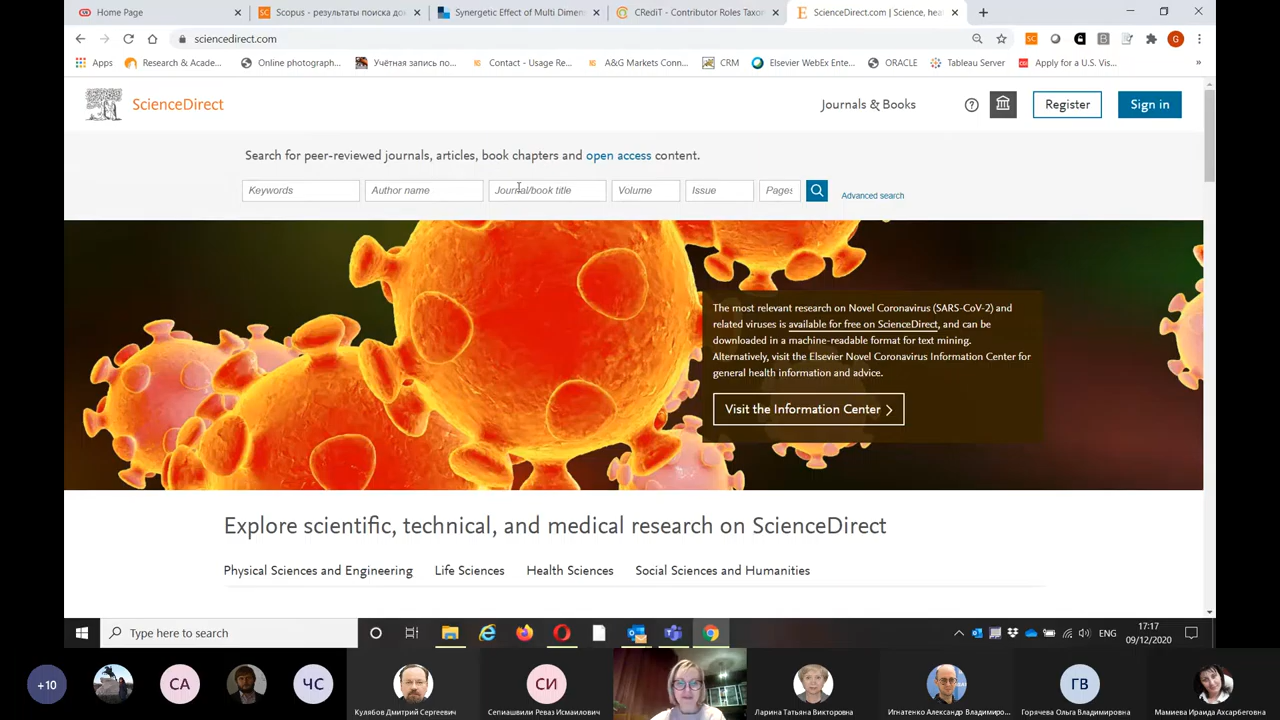 Home Page
Scopus - результаты поиска до
Synergetic Effect of Multi Dimens
CRediT - Contributor Roles Taxon
ScienceDirect.com | Science, hea
sciencedirect.com
Apps
Research & Acade...
Online photograph...
Учётная запись по...
Contact - Usage Re...
A&G Markets Conn...
CRM
Elsevier WebEx Ente...
ORACLE
Tableau Server
Apply for a U.S. Vis...
ScienceDirect
Journals & Books
Register
Sign in
Search for peer-reviewed journals, articles, book chapters and open access content.
Keywords
Author name
Journal/book title
Volume
Issue
Pages
Advanced search
The most relevant research on Novel Coronavirus (SARS-CoV-2) and
related viruses is available for free on ScienceDirect, and can be
downloaded in a machine-readable format for text mining.
Alternatively, visit the Elsevier Novel Coronavirus Information Center for
general health information and advice.
Visit the Information Center
Explore scientific, technical, and medical research on ScienceDirect
Physical Sciences and Engineering
Life Sciences
Health Sciences
Social Sciences and Humanities
Type here to search
ENG
17:17
09/12/2020
+10
СА
ЧС
Кулябов Дмитрий Сергеевич
СИ
Сепиашвили Реваз Исмаилович
Ларина Татьяна Викторовна
Игнатенко Александр Владимиро...
ГВ
Горячева Ольга Владимировна
Мамиева Ираида Ахсарбеговна